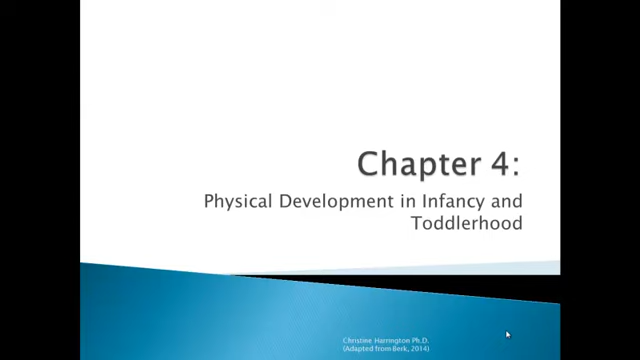 Chapter 4:
Physical Development in Infancy and
Toddlerhood
Christine Harrington Ph.D.
(Adapted from Berk, 2014)